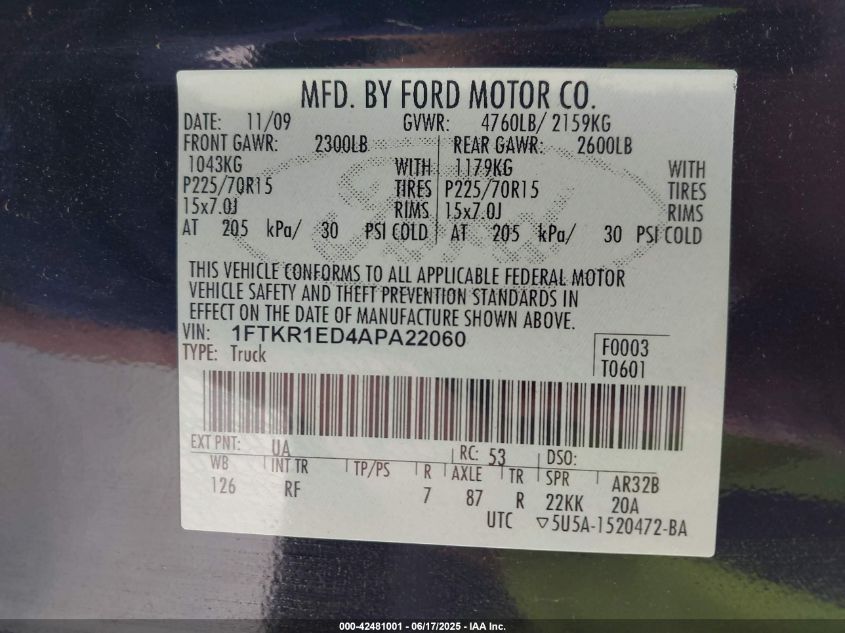 MFD. BY FORD MOTOR CO.
DATE: 11/09 GVWR: 4760LB/ 2159KG
FRONT GAWR: 2300LB REAR GAWR: 2600LB
1043KG WITH 1179KG WITH
P225/70R15 TIRES P225/70R15 TIRES
15x7.0J RIMS 15x7.0J RIMS
AT 205 kPa/ 30 PSI COLD AT 205 kPa/ 30 PSI COLD
THIS VEHICLE CONFORMS TO ALL APPLICABLE FEDERAL MOTOR
VEHICLE SAFETY AND THEFT PREVENTION STANDARDS IN
EFFECT ON THE DATE OF MANUFACTURE SHOWN ABOVE.
VIN: 1FTKR1ED4APA22060
TYPE: Truck
F0003
T0601
EXT PNT: UA RC: 53 DSO:
WB INT TR TP/PS R AXLE TR SPR AR32B
126 RF 7 87 R 22KK 20A
UTC ▽5U5A-1520472-BA
000-42481001 - 06/17/2025 - IAA Inc.